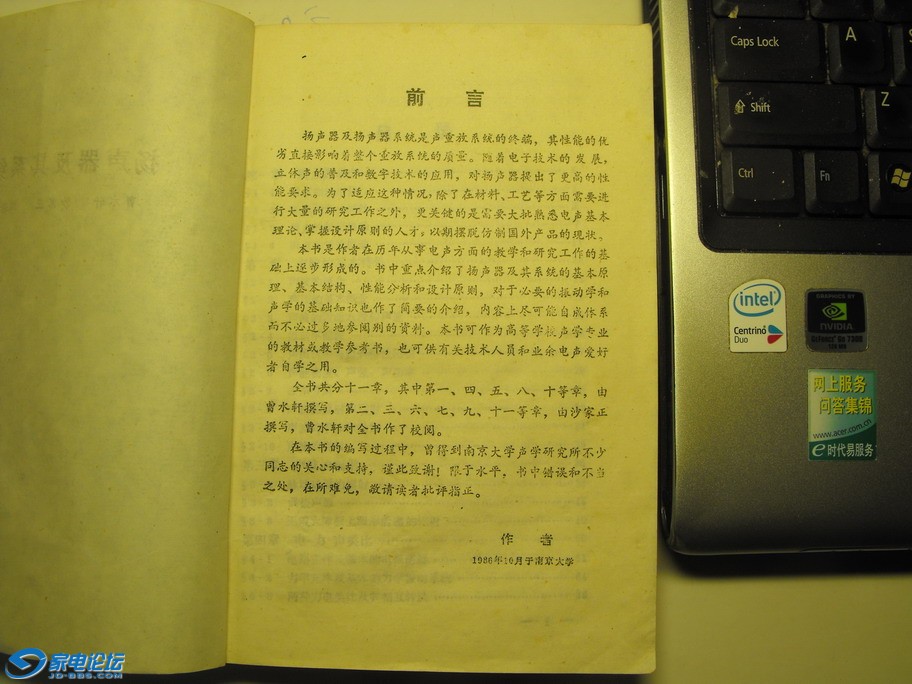 前 言
扬声器及扬声器系统是声重放系统的终端，其性能的优
劣直接影响着整个重放系统的质量。随着电子技术的发展，
立体声的普及和数字技术的应用，对扬声器提出了更高的性
能要求。为了适应这种情况，除了在材料、工艺等方面需要进
行大量的研究工作之外，更关健的是需要大批熟悉电声基本
理论、掌握设计原则的人才，以期摆脱仿制国外产品的现状。
本书是作者在历年从事电声方面的教学和研究工作的基
础上逐步形成的。书中重点介绍了扬声器及其系统的基本原
理、基本结构、性能分析和设计原则，对于必要的振动学和
声学的基础知识也作了简要的介绍，内容上尽可能自成体系
而不必过多地参阅别的资料。本书可作为高等学校声学专业
的教材或教学参考书，也可供有关技术人员和业余电声爱好
者自学之用。
全书共分十一章，其中第一、四、五、八、十等章，由
曹水轩撰写，第二、三、六、七、九、十一等章，由沙家正
撰写，曹水轩对全书作了校阅。
在本书的编写过程中，曾得到南京大学声学研究所不少
同志的关心和支持，谨此致谢！限于水平，书中错误和不当
之处，在所难免，敬请读者批评指正。
作 者
1986年10月于南京大学
Caps Lock
A
Shift
Z
Ctrl
Fn
intel
Centrino
Duo
GRAPHICS BY
NVIDIA
GeForce Go 7300
网上服务
问答集锦
www.acer.com.cn
e时代易服务
家电论坛
JD-BBS.COM